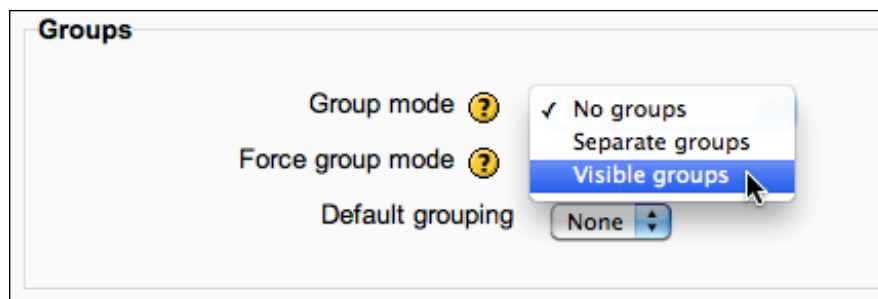 Groups
Group mode ?
✓ No groups
Separate groups
Force group mode ?
Visible groups
Default grouping
None